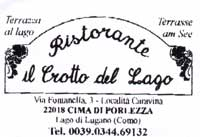 Terrazza al lago
Terrasse am See
Ristorante
il Crotto del Lago
Via Fontanella, 3 - Località Caravina
22018 CIMA DI PORLEZZA
Lago di Lugano (Como)
Tel. 0039.0344.69132